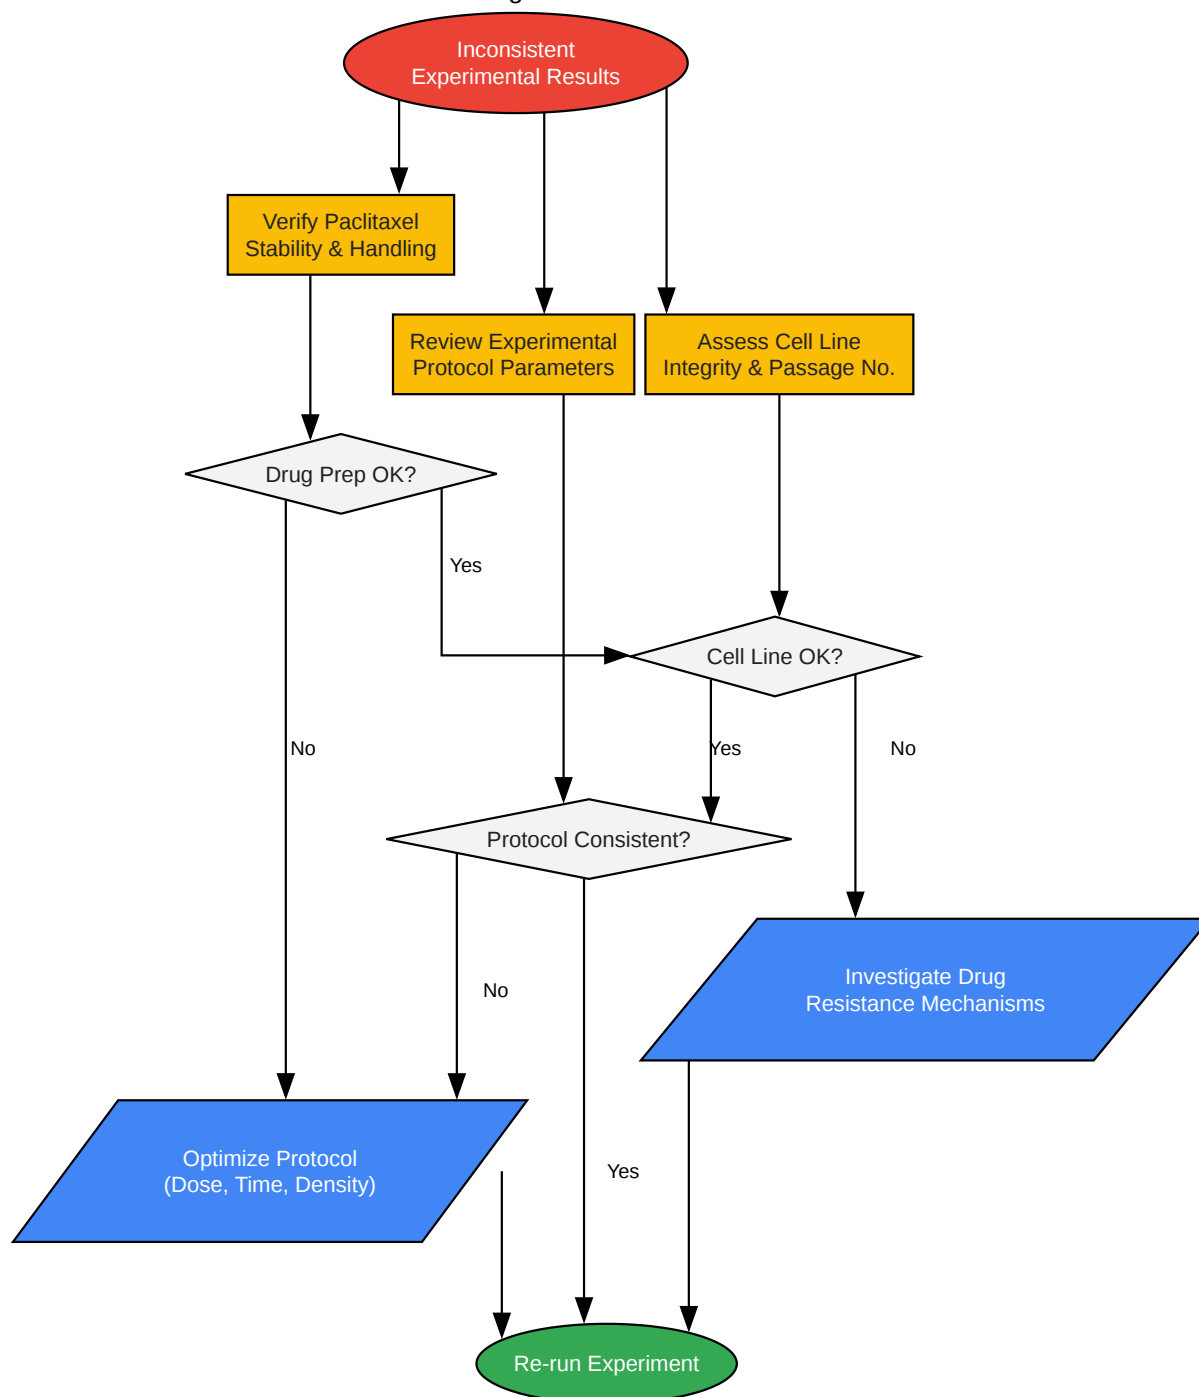 Inconsistent
Experimental Results
Verify Paclitaxel
Stability & Handling
Review Experimental
Protocol Parameters
Assess Cell Line
Integrity & Passage No.
Drug Prep OK?
Yes
Cell Line OK?
No
Yes
No
Protocol Consistent?
No
Investigate Drug
Resistance Mechanisms
Optimize Protocol
(Dose, Time, Density)
Yes
Re-run Experiment